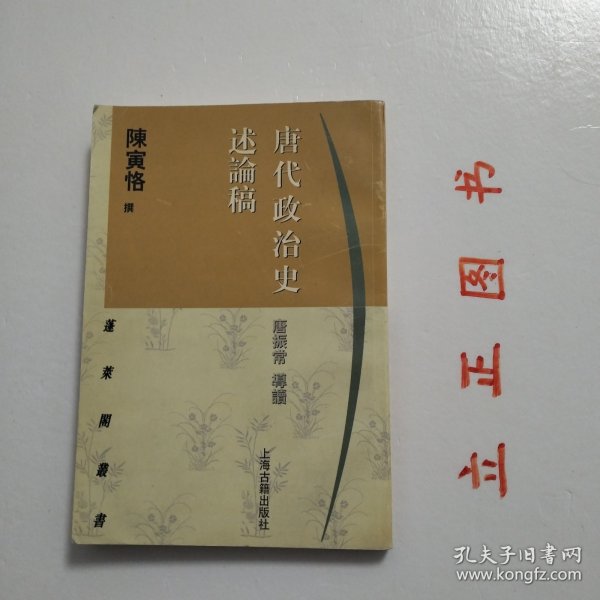 唐代政治史
述論稿
陳寅恪 撰
唐振常 導讀
蓬萊閣叢書
上海古籍出版社
立正图书
孔夫子旧书网
www.kongfz.com